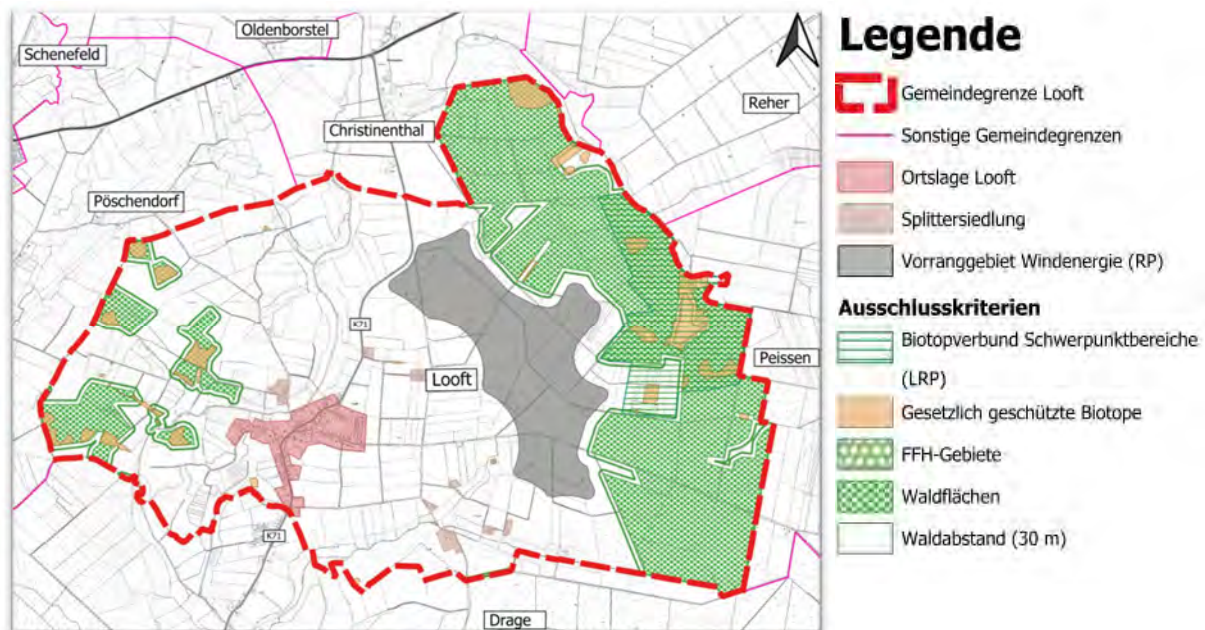 Oldenborstel
Schenefeld
Reher
Christinenthal
Pöschendorf
K71
Peissen
Looft
K71
Drage
Legende
Gemeindegrenze Looft
Sonstige Gemeindegrenzen
Ortslage Looft
Splittersiedlung
Vorranggebiet Windenergie (RP)
Ausschlusskriterien
Biotopverbund Schwerpunktbereiche
(LRP)
Gesetzlich geschützte Biotope
FFH-Gebiete
Waldflächen
Waldabstand (30 m)